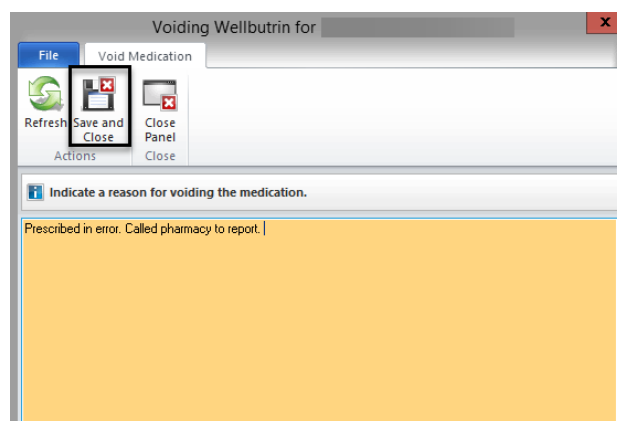 Voiding Wellbutrin for
x
File Void Medication
Refresh Save and Close Close Panel
Actions Close
Indicate a reason for voiding the medication.
Prescribed in error. Called pharmacy to report.